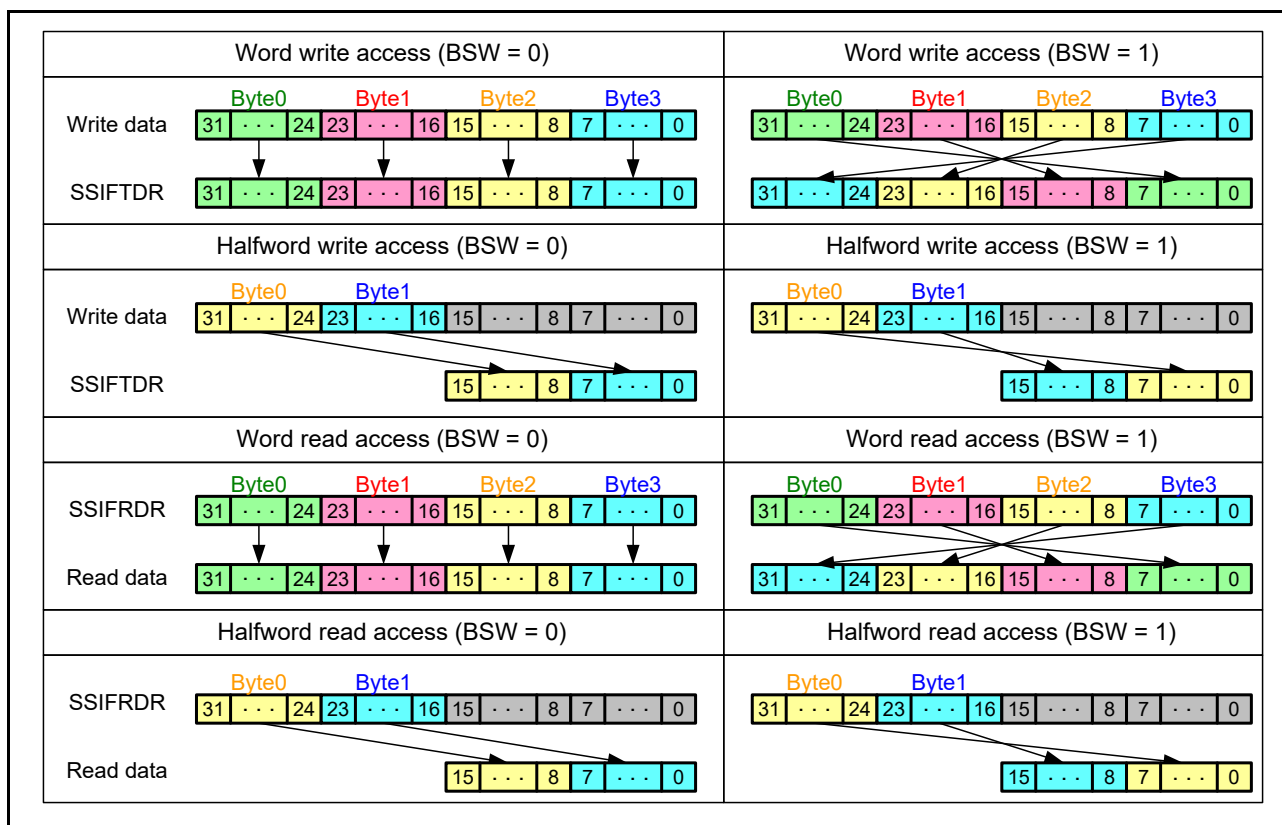 Word write access (BSW = 0)
Word write access (BSW = 1)
Byte0 Byte1 Byte2 Byte3
Write data 31 · · · 24 23 · · · 16 15 · · · 8 7 · · · 0
SSIFTDR 31 · · · 24 23 · · · 16 15 · · · 8 7 · · · 0
Byte0 Byte1 Byte2 Byte3
31 · · · 24 23 · · · 16 15 · · · 8 7 · · · 0
31 · · · 24 23 · · · 16 15 · · · 8 7 · · · 0
Halfword write access (BSW = 0)
Halfword write access (BSW = 1)
Byte0 Byte1
Write data 31 · · · 24 23 · · · 16 15 · · · 8 7 · · · 0
SSIFTDR 15 · · · 8 7 · · · 0
Byte0 Byte1
31 · · · 24 23 · · · 16 15 · · · 8 7 · · · 0
15 · · · 8 7 · · · 0
Word read access (BSW = 0)
Word read access (BSW = 1)
Byte0 Byte1 Byte2 Byte3
SSIFRDR 31 · · · 24 23 · · · 16 15 · · · 8 7 · · · 0
Read data 31 · · · 24 23 · · · 16 15 · · · 8 7 · · · 0
Byte0 Byte1 Byte2 Byte3
31 · · · 24 23 · · · 16 15 · · · 8 7 · · · 0
31 · · · 24 23 · · · 16 15 · · · 8 7 · · · 0
Halfword read access (BSW = 0)
Halfword read access (BSW = 1)
Byte0 Byte1
SSIFRDR 31 · · · 24 23 · · · 16 15 · · · 8 7 · · · 0
Read data 15 · · · 8 7 · · · 0
Byte0 Byte1
31 · · · 24 23 · · · 16 15 · · · 8 7 · · · 0
15 · · · 8 7 · · · 0